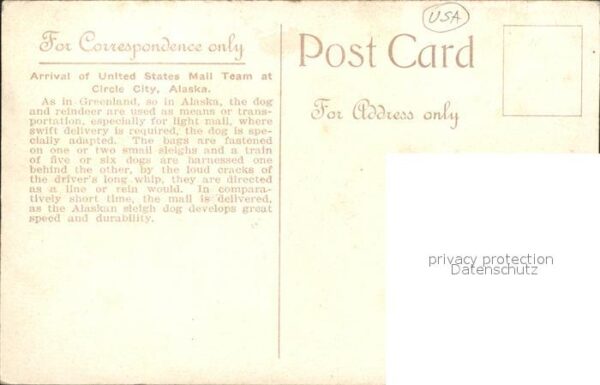 For Correspondence only
Arrival of United States Mail Team at
Circle City, Alaska.
As in Greenland, so in Alaska, the dog
and reindeer are used as means or trans-
portation, especially for light mail, where
swift delivery is required, the dog is spe-
cially adapted. The bags are fastened
on one or two small sleighs and a train
of five or six dogs are harnessed one
behind the other, by the loud cracks of
the driver's long whip, they are directed
as a line or rein would. In compara-
tively short time, the mail is delivered,
as the Alaskan sleigh dog develops great
speed and durability.
USA
Post Card
For Address only
privacy protection
Datenschutz